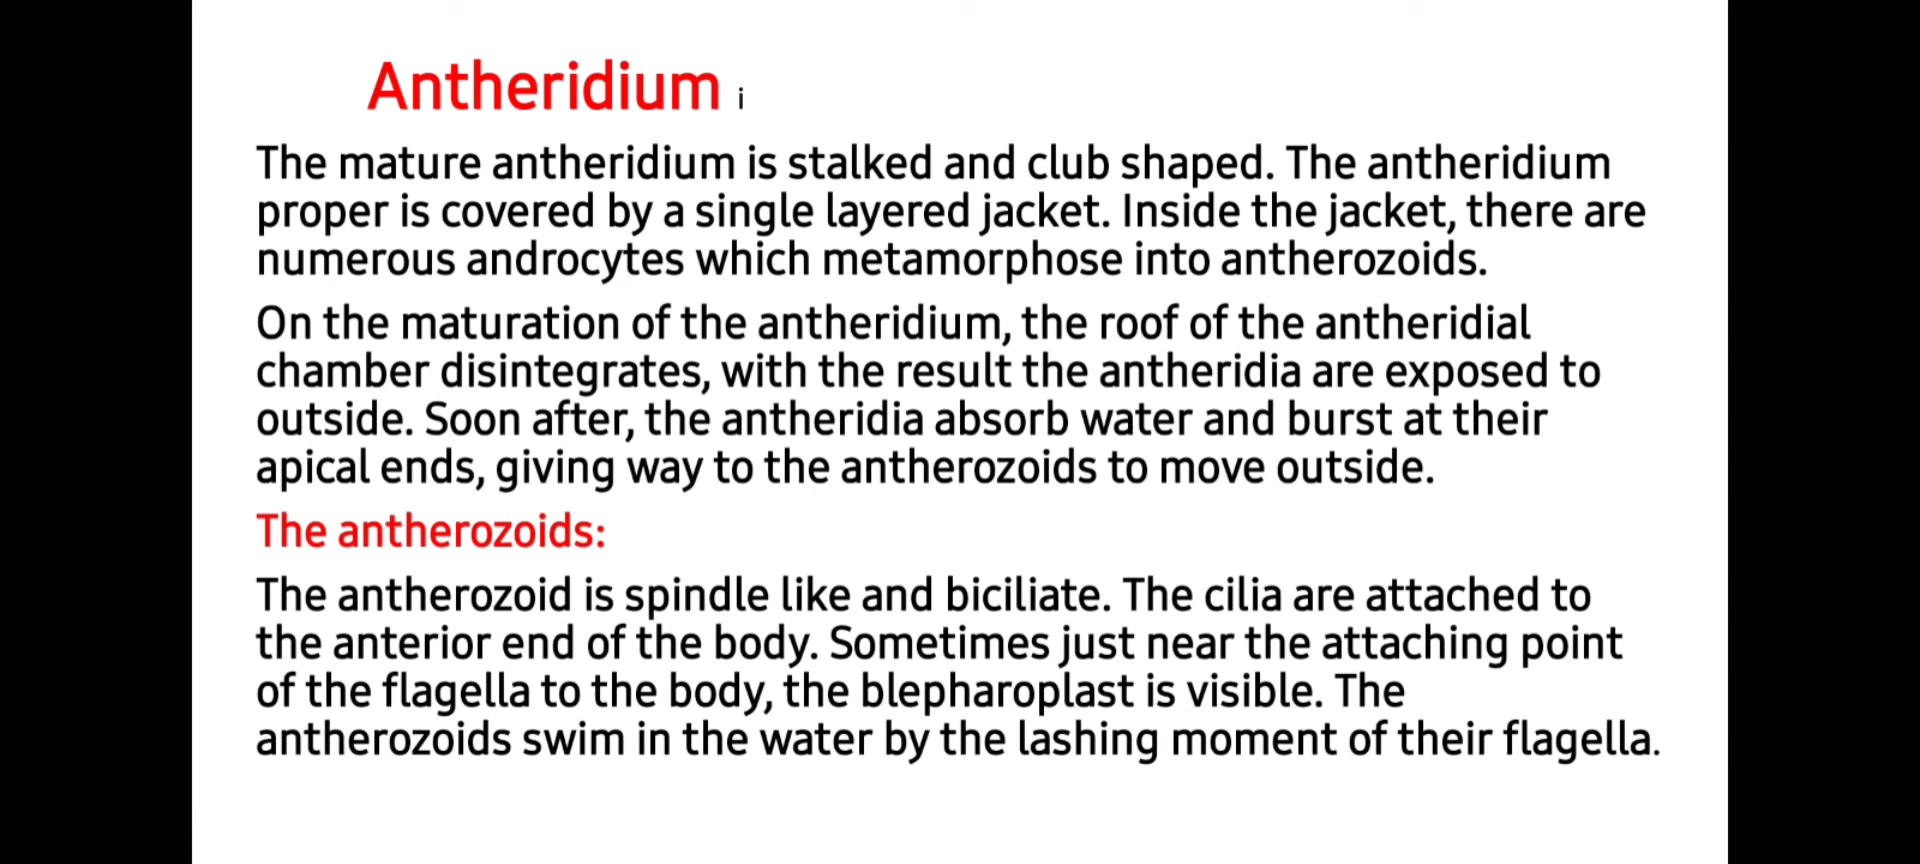 Antheridium i
The mature antheridium is stalked and club shaped. The antheridium
proper is covered by a single layered jacket. Inside the jacket, there are
numerous androcytes which metamorphose into antherozoids.
On the maturation of the antheridium, the roof of the antheridial
chamber disintegrates, with the result the antheridia are exposed to
outside. Soon after, the antheridia absorb water and burst at their
apical ends, giving way to the antherozoids to move outside.
The antherozoids:
The antherozoid is spindle like and biciliate. The cilia are attached to
the anterior end of the body. Sometimes just near the attaching point
of the flagella to the body, the blepharoplast is visible. The
antherozoids swim in the water by the lashing moment of their flagella.